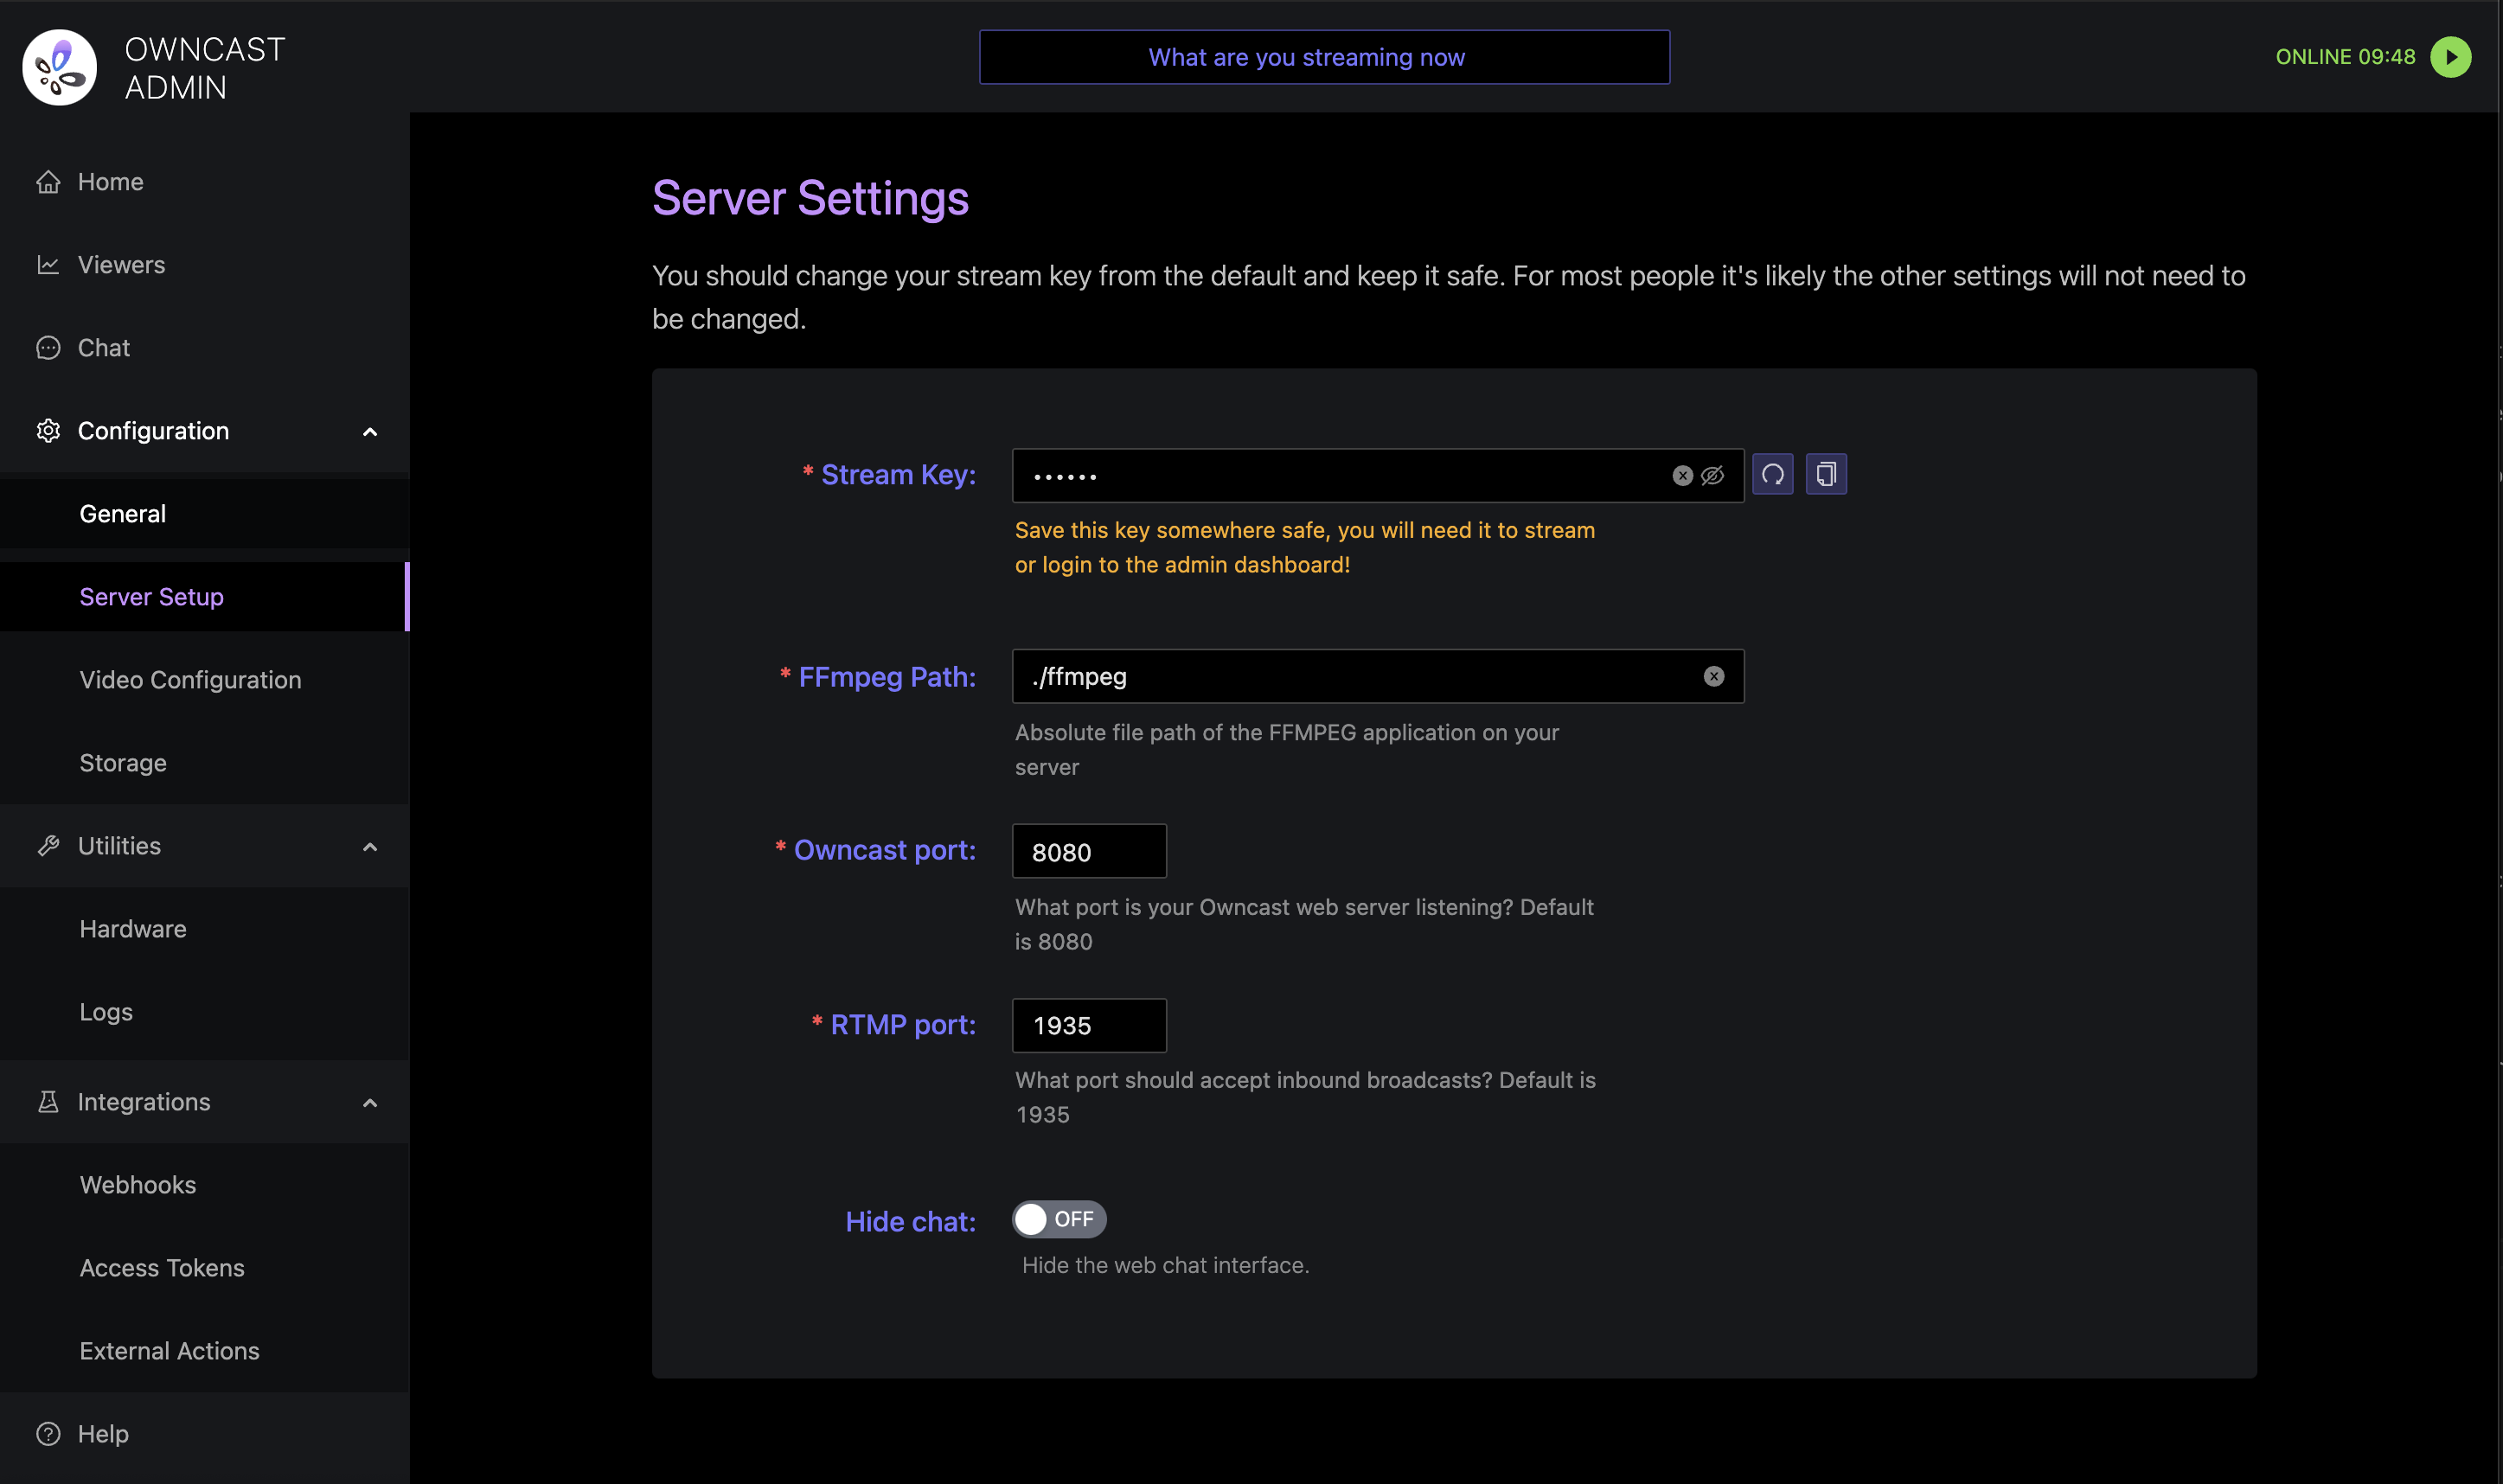 OWNCAST
ADMIN
What are you streaming now
ONLINE 09:48
Home
Viewers
Chat
Configuration
General
Server Setup
Video Configuration
Storage
Utilities
Hardware
Logs
Integrations
Webhooks
Access Tokens
External Actions
Help
Server Settings
You should change your stream key from the default and keep it safe. For most people it's likely the other settings will not need to
be changed.
* Stream Key: ••••••
Save this key somewhere safe, you will need it to stream
or login to the admin dashboard!
* FFmpeg Path: ./ffmpeg
Absolute file path of the FFMPEG application on your
server
* Owncast port: 8080
What port is your Owncast web server listening? Default
is 8080
* RTMP port: 1935
What port should accept inbound broadcasts? Default is
1935
Hide chat: OFF
Hide the web chat interface.